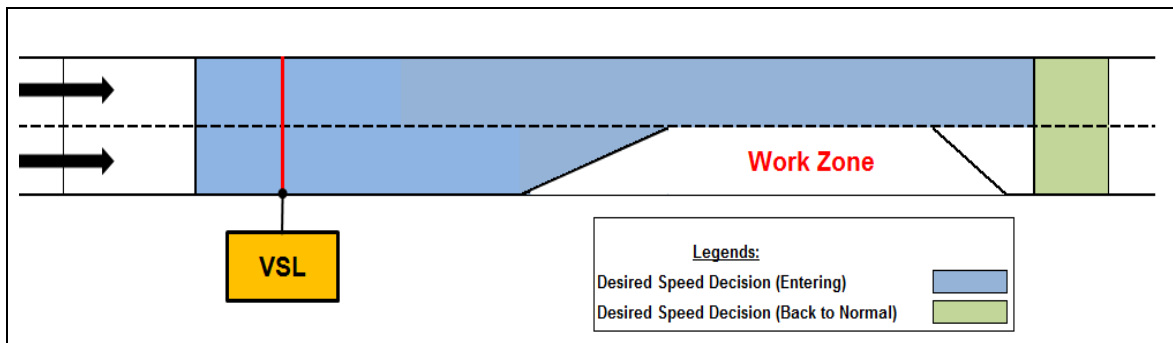 Work Zone
VSL
Legends:
Desired Speed Decision (Entering)
Desired Speed Decision (Back to Normal)